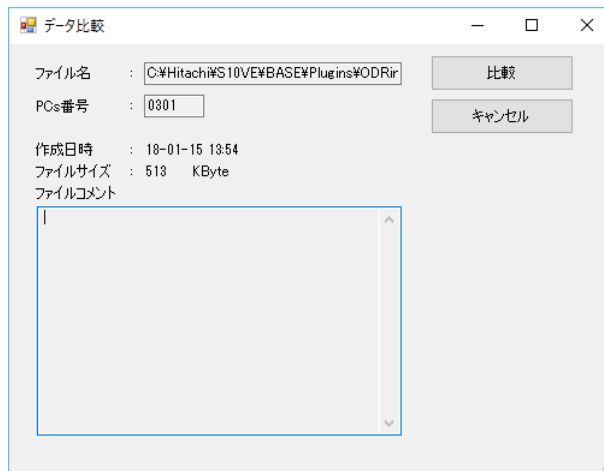 データ比較
ファイル名 : C:¥Hitachi¥S10VE¥BASE¥Plugins¥ODRir
比較
PCs番号 : 0301
キャンセル
作成日時 : 18-01-15 13:54
ファイルサイズ : 513 KByte
ファイルコメント